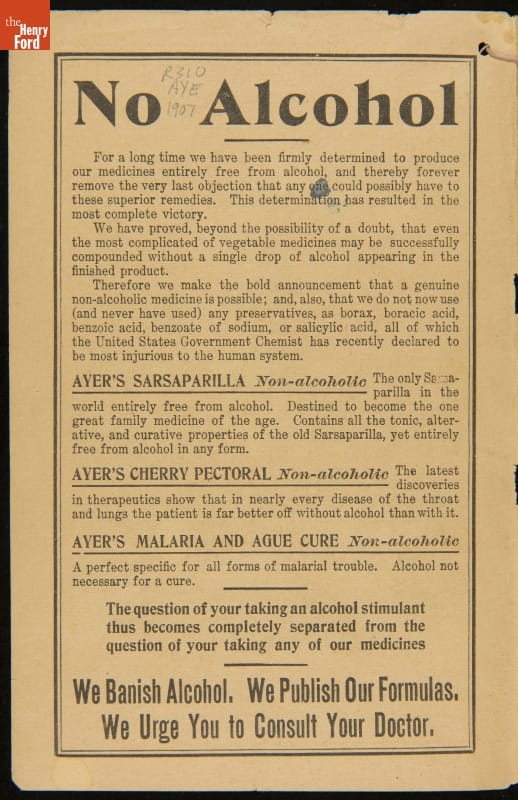 the
Henry
Ford
R310
AYE
1907
No Alcohol
For a long time we have been firmly determined to produce
our medicines entirely free from alcohol, and thereby forever
remove the very last objection that any one could possibly have to
these superior remedies. This determination has resulted in the
most complete victory.
We have proved, beyond the possibility of a doubt, that even
the most complicated of vegetable medicines may be successfully
compounded without a single drop of alcohol appearing in the
finished product.
Therefore we make the bold announcement that a genuine
non-alcoholic medicine is possible; and, also, that we do not now use
(and never have used) any preservatives, as borax, boracic acid,
benzoic acid, benzoate of sodium, or salicylic acid, all of which
the United States Government Chemist has recently declared to
be most injurious to the human system.
AYER'S SARSAPARILLA Non-alcoholic The only Sarsa-
parilla in the
world entirely free from alcohol. Destined to become the one
great family medicine of the age. Contains all the tonic, alter-
ative, and curative properties of the old Sarsaparilla, yet entirely
free from alcohol in any form.
AYER'S CHERRY PECTORAL Non-alcoholic The latest
discoveries
in therapeutics show that in nearly every disease of the throat
and lungs the patient is far better off without alcohol than with it.
AYER'S MALARIA AND AGUE CURE Non-alcoholic
A perfect specific for all forms of malarial trouble. Alcohol not
necessary for a cure.
The question of your taking an alcohol stimulant
thus becomes completely separated from the
question of your taking any of our medicines
We Banish Alcohol. We Publish Our Formulas.
We Urge You to Consult Your Doctor.